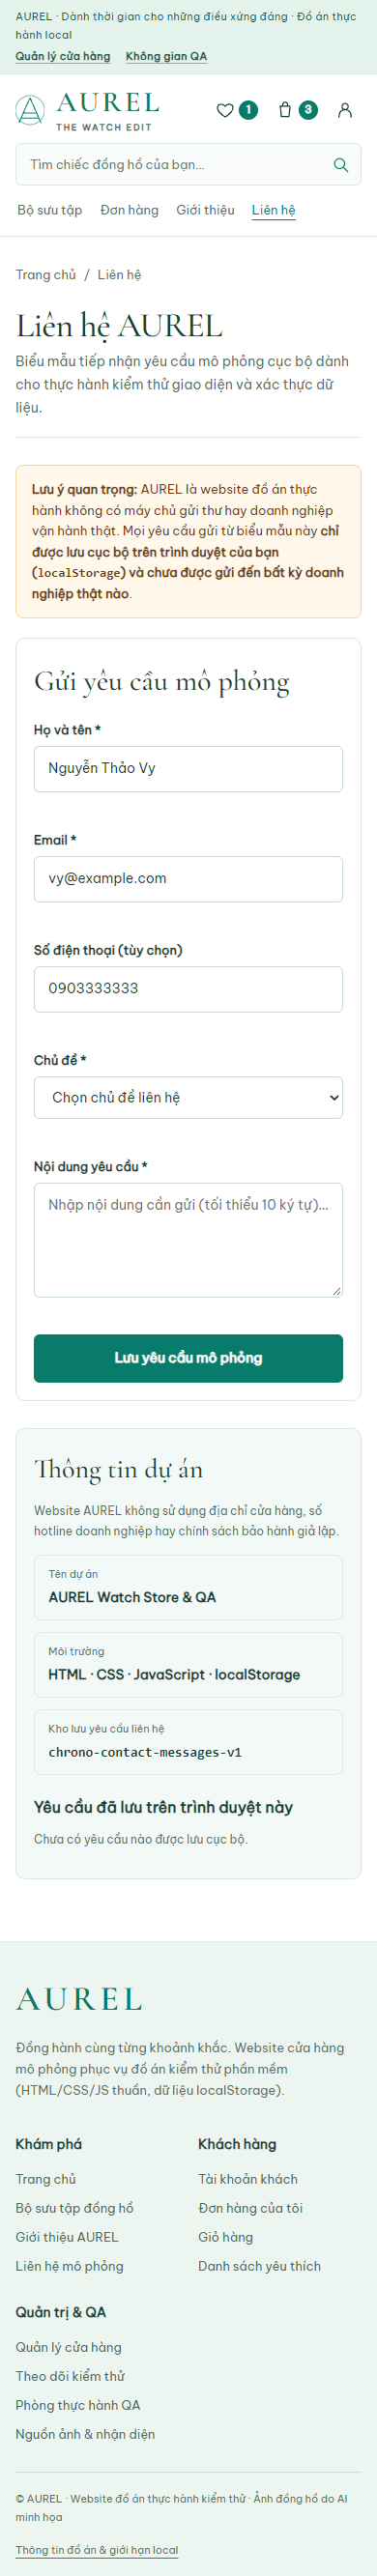 AUREL · Dành thời gian cho những điều xứng đáng · Đồ án thực
hành local
Quản lý cửa hàng Không gian QA
AUREL
THE WATCH EDIT
1
3
Tìm chiếc đồng hồ của bạn...
Bộ sưu tập Đơn hàng Giới thiệu Liên hệ
Trang chủ / Liên hệ
Liên hệ AUREL
Biểu mẫu tiếp nhận yêu cầu mô phỏng cục bộ dành
cho thực hành kiểm thử giao diện và xác thực dữ
liệu.
Lưu ý quan trọng: AUREL là website đồ án thực
hành không có máy chủ gửi thư hay doanh nghiệp
vận hành thật. Mọi yêu cầu gửi từ biểu mẫu này chỉ
được lưu cục bộ trên trình duyệt của bạn
(localStorage) và chưa được gửi đến bất kỳ doanh
nghiệp thật nào.
Gửi yêu cầu mô phỏng
Họ và tên *
Nguyễn Thảo Vy
Email *
vy@example.com
Số điện thoại (tùy chọn)
0903333333
Chủ đề *
Chọn chủ đề liên hệ
Nội dung yêu cầu *
Nhập nội dung cần gửi (tối thiểu 10 ký tự)...
Lưu yêu cầu mô phỏng
Thông tin dự án
Website AUREL không sử dụng địa chỉ cửa hàng, số
hotline doanh nghiệp hay chính sách bảo hành giả lập.
Tên dự án
AUREL Watch Store & QA
Môi trường
HTML · CSS · JavaScript · localStorage
Kho lưu yêu cầu liên hệ
chrono-contact-messages-v1
Yêu cầu đã lưu trên trình duyệt này
Chưa có yêu cầu nào được lưu cục bộ.
AUREL
Đồng hành cùng từng khoảnh khắc. Website cửa hàng
mô phỏng phục vụ đồ án kiểm thử phần mềm
(HTML/CSS/JS thuần, dữ liệu localStorage).
Khám phá
Trang chủ
Bộ sưu tập đồng hồ
Giới thiệu AUREL
Liên hệ mô phỏng
Khách hàng
Tài khoản khách
Đơn hàng của tôi
Giỏ hàng
Danh sách yêu thích
Quản trị & QA
Quản lý cửa hàng
Theo dõi kiểm thử
Phòng thực hành QA
Nguồn ảnh & nhận diện
© AUREL · Website đồ án thực hành kiểm thử · Ảnh đồng hồ do AI
minh họa
Thông tin đồ án & giới hạn local